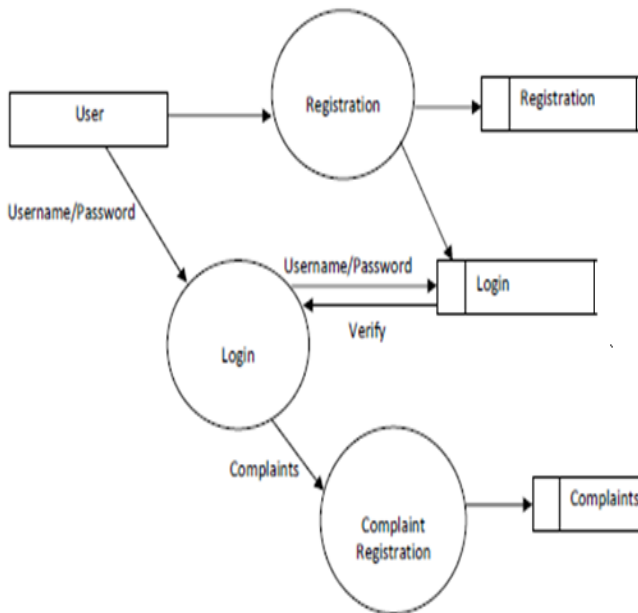 User
Registration
Registration
Username/Password
Username/Password
Login
Verify
Login
Complaints
Complaints
Complaint
Registration